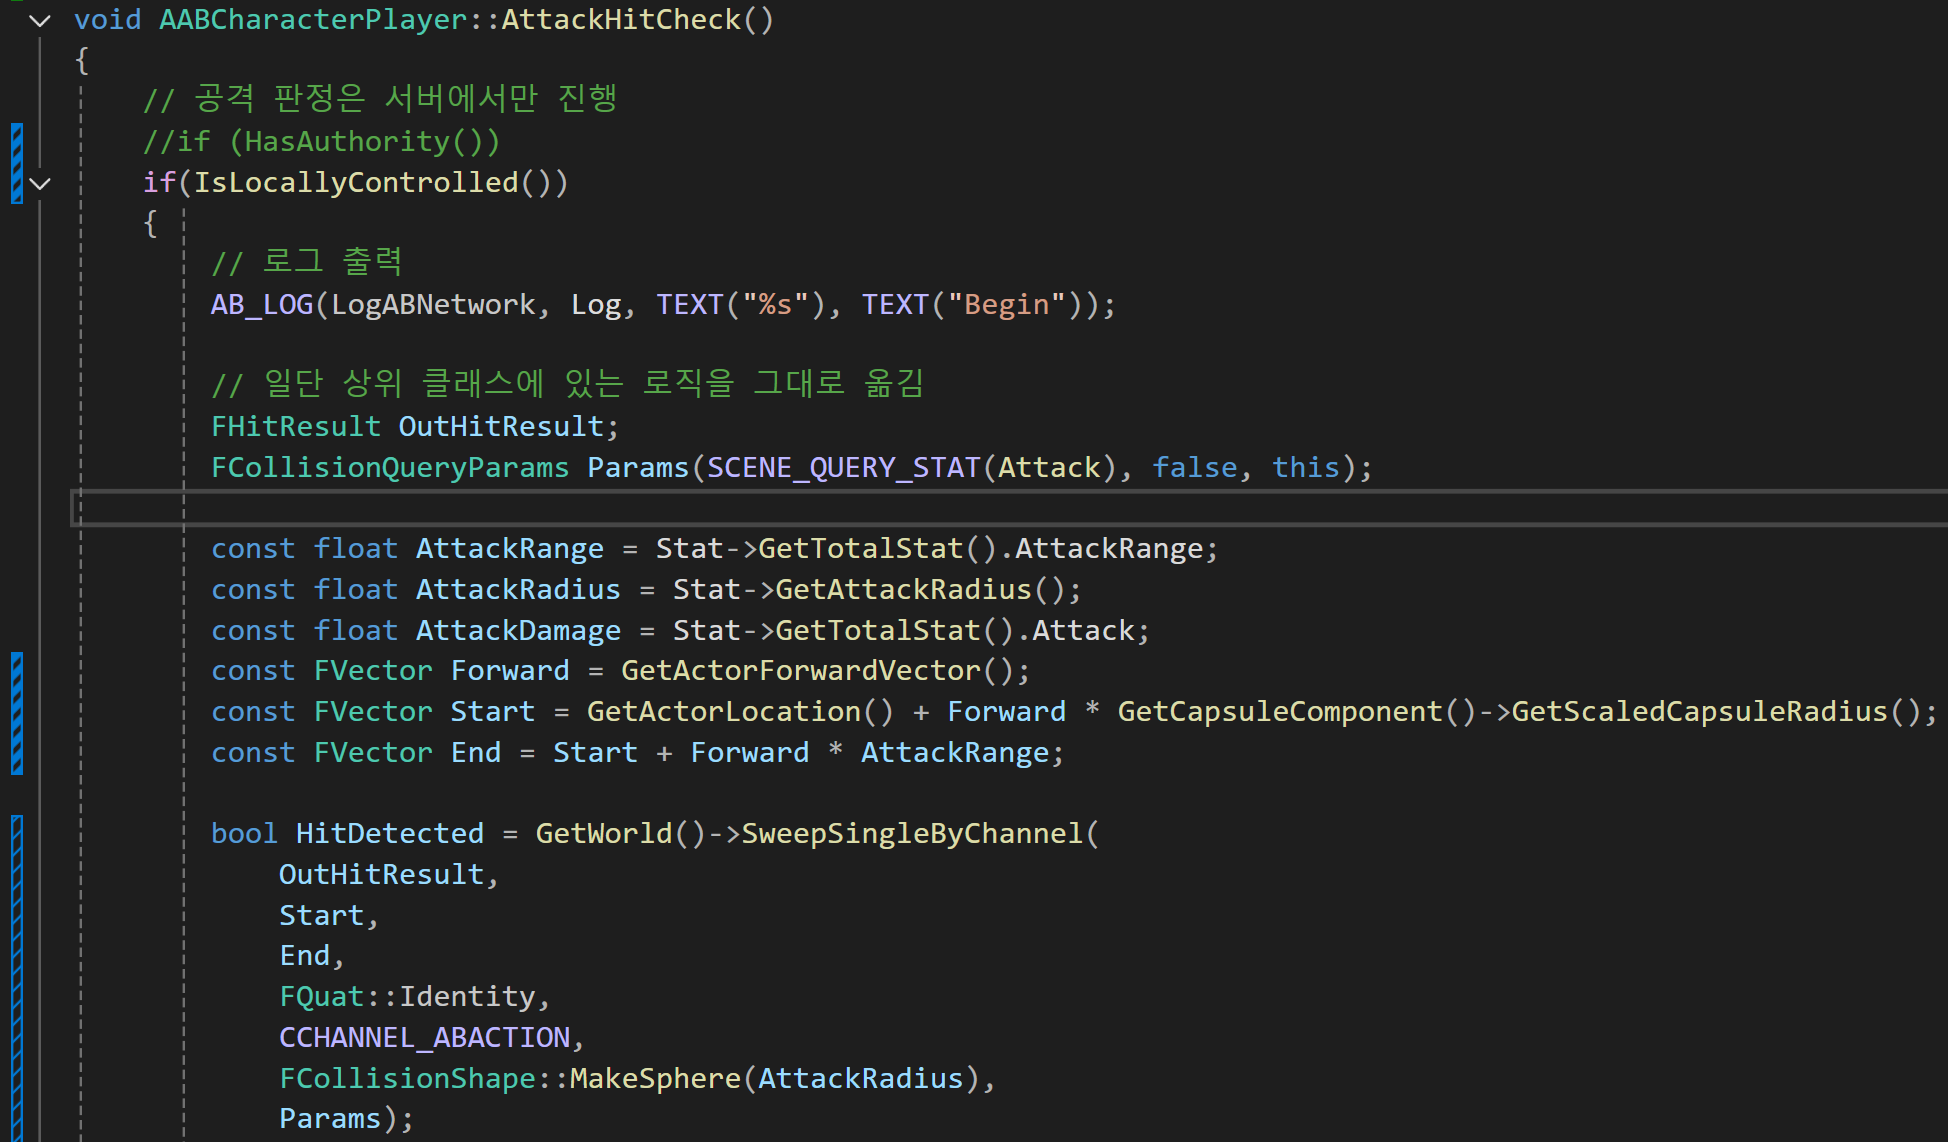 void AABCharacterPlayer::AttackHitCheck()
{
// 공격 판정은 서버에서만 진행
//if (HasAuthority())
if(IsLocallyControlled())
{
// 로그 출력
AB_LOG(LogABNetwork, Log, TEXT("%s"), TEXT("Begin"));
// 일단 상위 클래스에 있는 로직을 그대로 옮김
FHitResult OutHitResult;
FCollisionQueryParams Params(SCENE_QUERY_STAT(Attack), false, this);
const float AttackRange = Stat->GetTotalStat().AttackRange;
const float AttackRadius = Stat->GetAttackRadius();
const float AttackDamage = Stat->GetTotalStat().Attack;
const FVector Forward = GetActorForwardVector();
const FVector Start = GetActorLocation() + Forward * GetCapsuleComponent()->GetScaledCapsuleRadius();
const FVector End = Start + Forward * AttackRange;
bool HitDetected = GetWorld()->SweepSingleByChannel(
OutHitResult,
Start,
End,
FQuat::Identity,
CCHANNEL_ABACTION,
FCollisionShape::MakeSphere(AttackRadius),
Params);